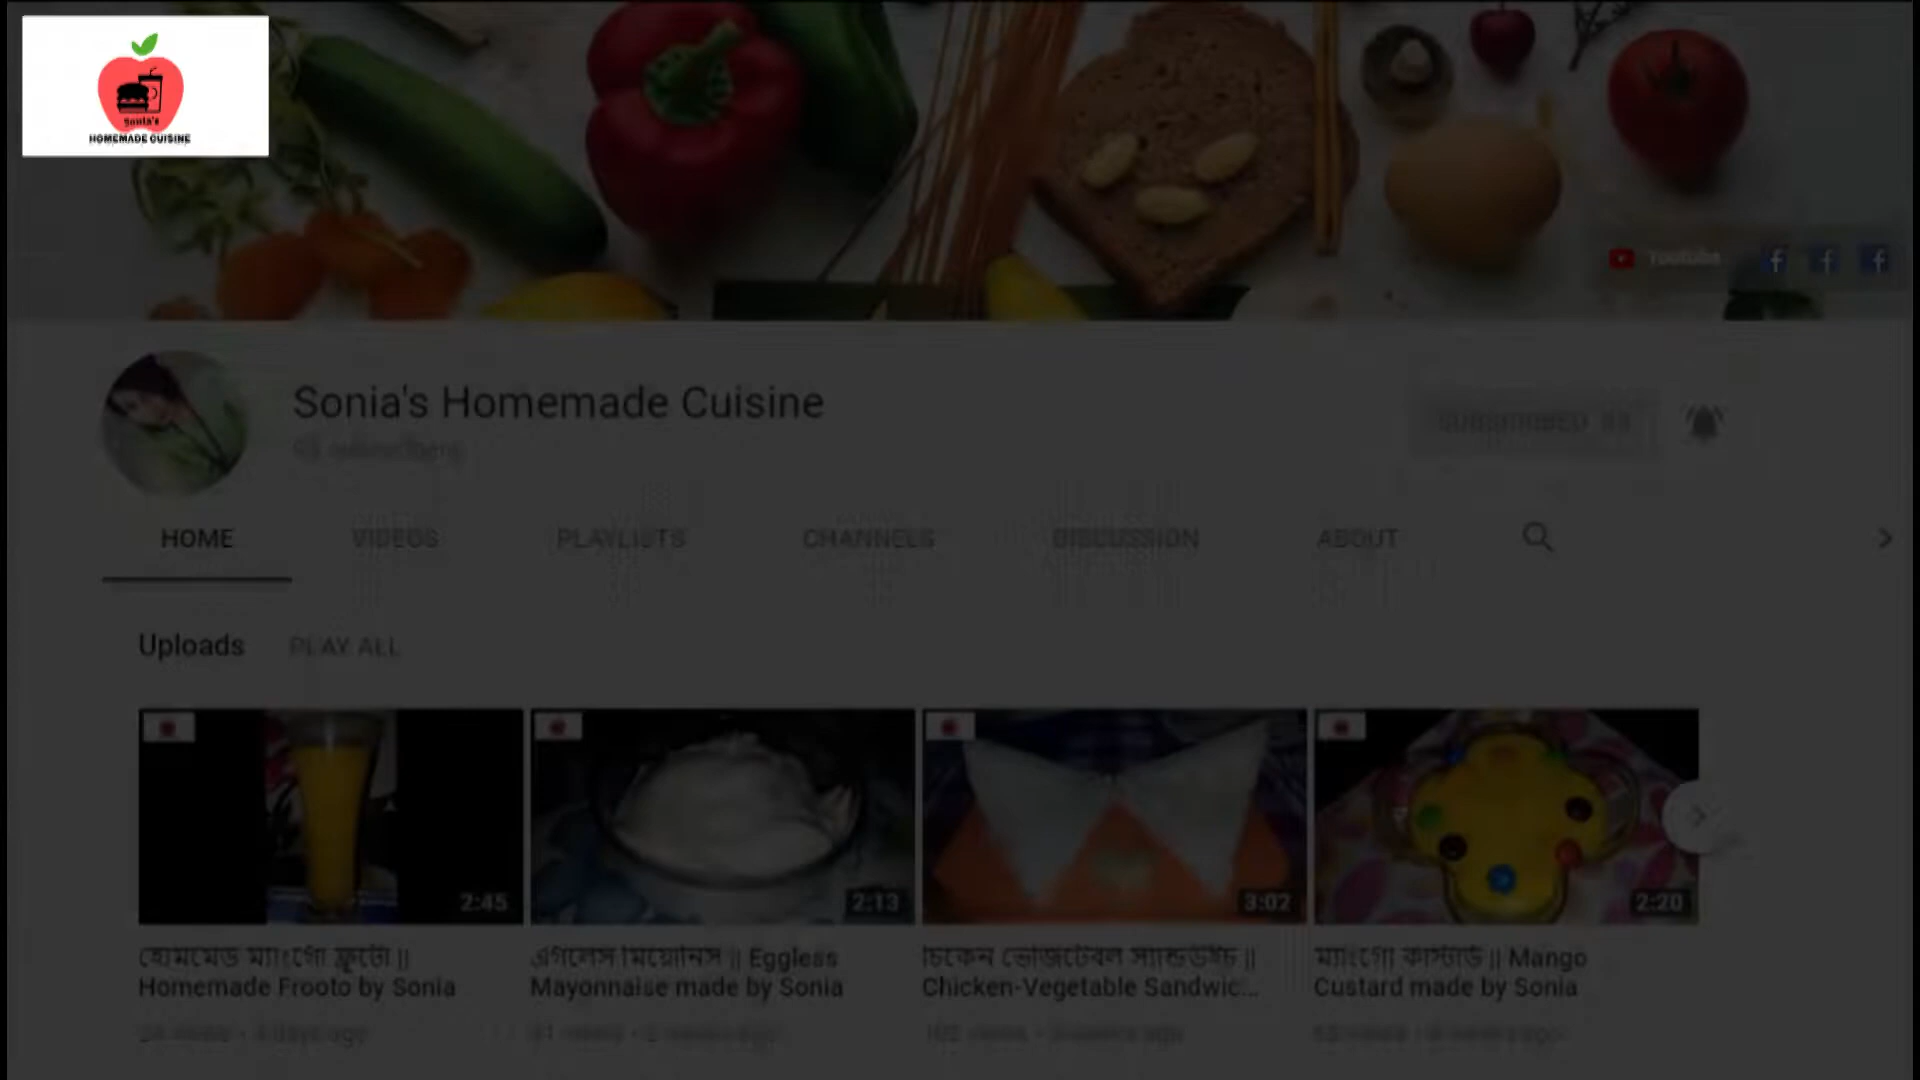 Sonia's
HOMEMADE CUISINE
Youtube
Sonia's Homemade Cuisine
SUBSCRIBED
HOME VIDEOS PLAYLISTS CHANNELS DISCUSSION ABOUT
Uploads PLAY ALL
2:45 2:13 3:02 2:20
হোমমেড ম্যাংগো ফ্রুটো ||
Homemade Frooto by Sonia
এগলেস মিয়োনিস || Eggless
Mayonnaise made by Sonia
চিকেন ভেজিটেবল স্যান্ডউইচ ||
Chicken-Vegetable Sandwic...
ম্যাংগো কাস্টার্ড || Mango
Custard made by Sonia